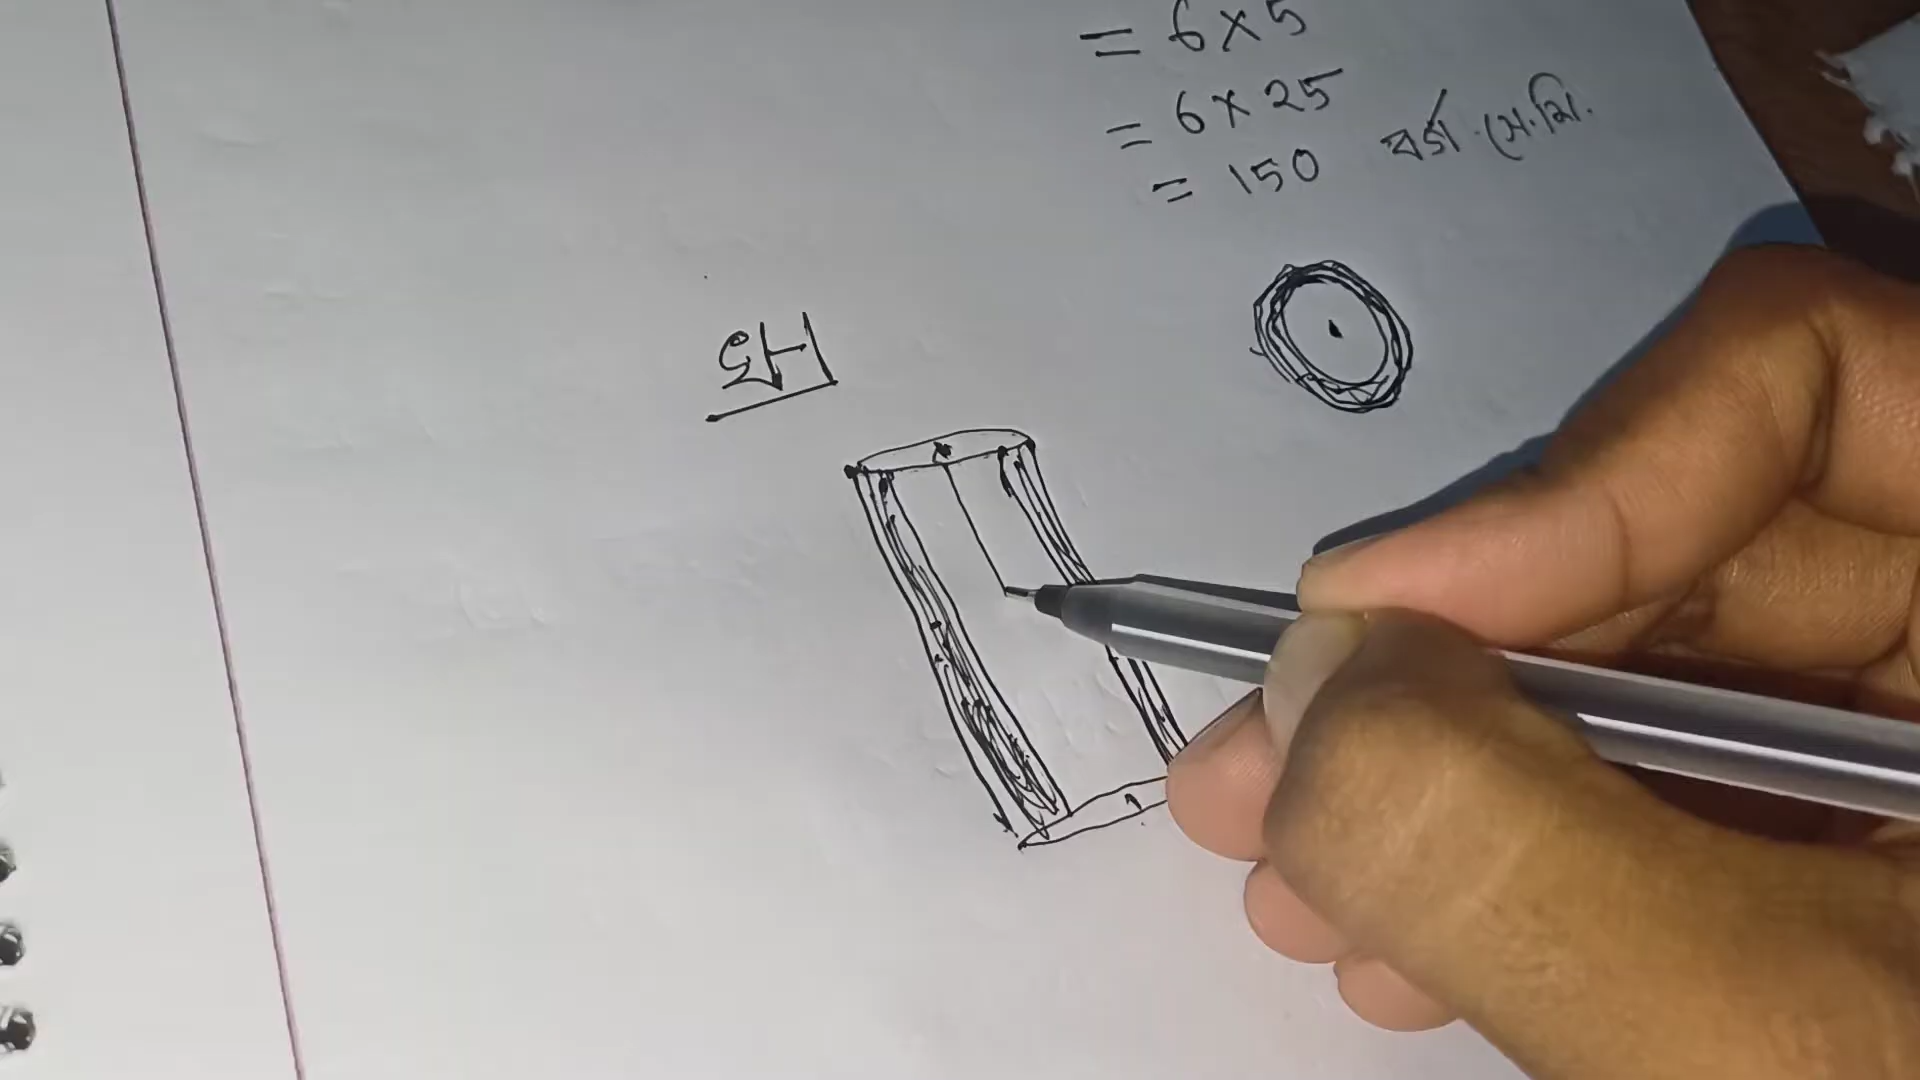 = 6 × 5
= 6 × 25
= 150 বর্গ সে.মি.